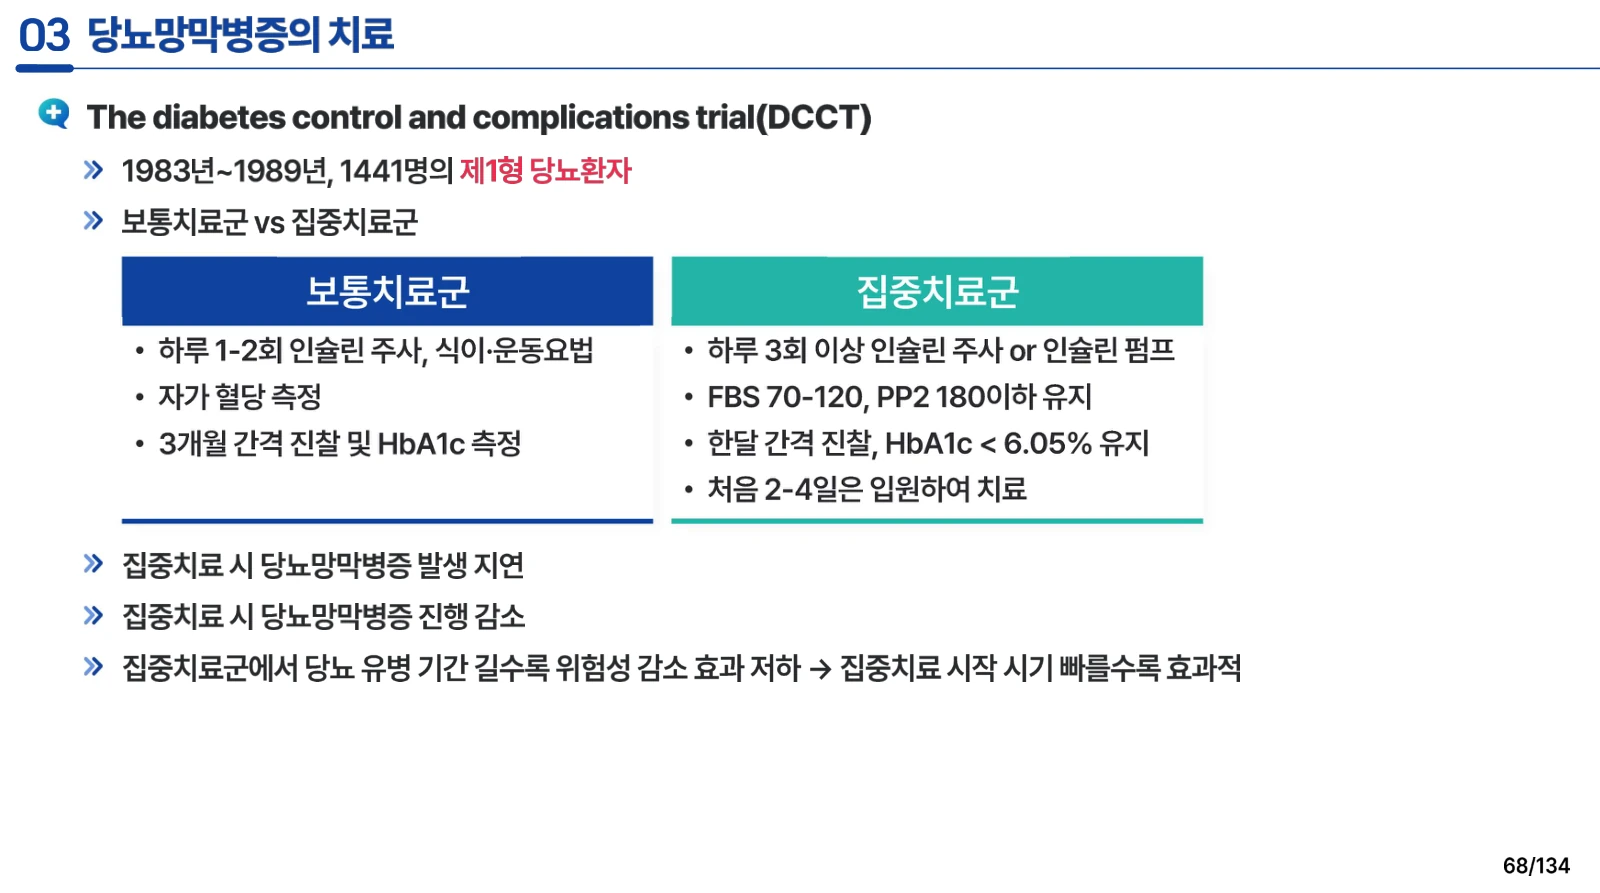 03 당뇨망막병증의 치료
The diabetes control and complications trial(DCCT)
1983년~1989년, 1441명의 제1형 당뇨환자
보통치료군 vs 집중치료군
보통치료군
• 하루 1-2회 인슐린 주사, 식이·운동요법
• 자가 혈당 측정
• 3개월 간격 진찰 및 HbA1c 측정
집중치료군
• 하루 3회 이상 인슐린 주사 or 인슐린 펌프
• FBS 70-120, PP2 180이하 유지
• 한달 간격 진찰, HbA1c < 6.05% 유지
• 처음 2-4일은 입원하여 치료
집중치료 시 당뇨망막병증 발생 지연
집중치료 시 당뇨망막병증 진행 감소
집중치료군에서 당뇨 유병 기간 길수록 위험성 감소 효과 저하 → 집중치료 시작 시기 빠를수록 효과적
68/134